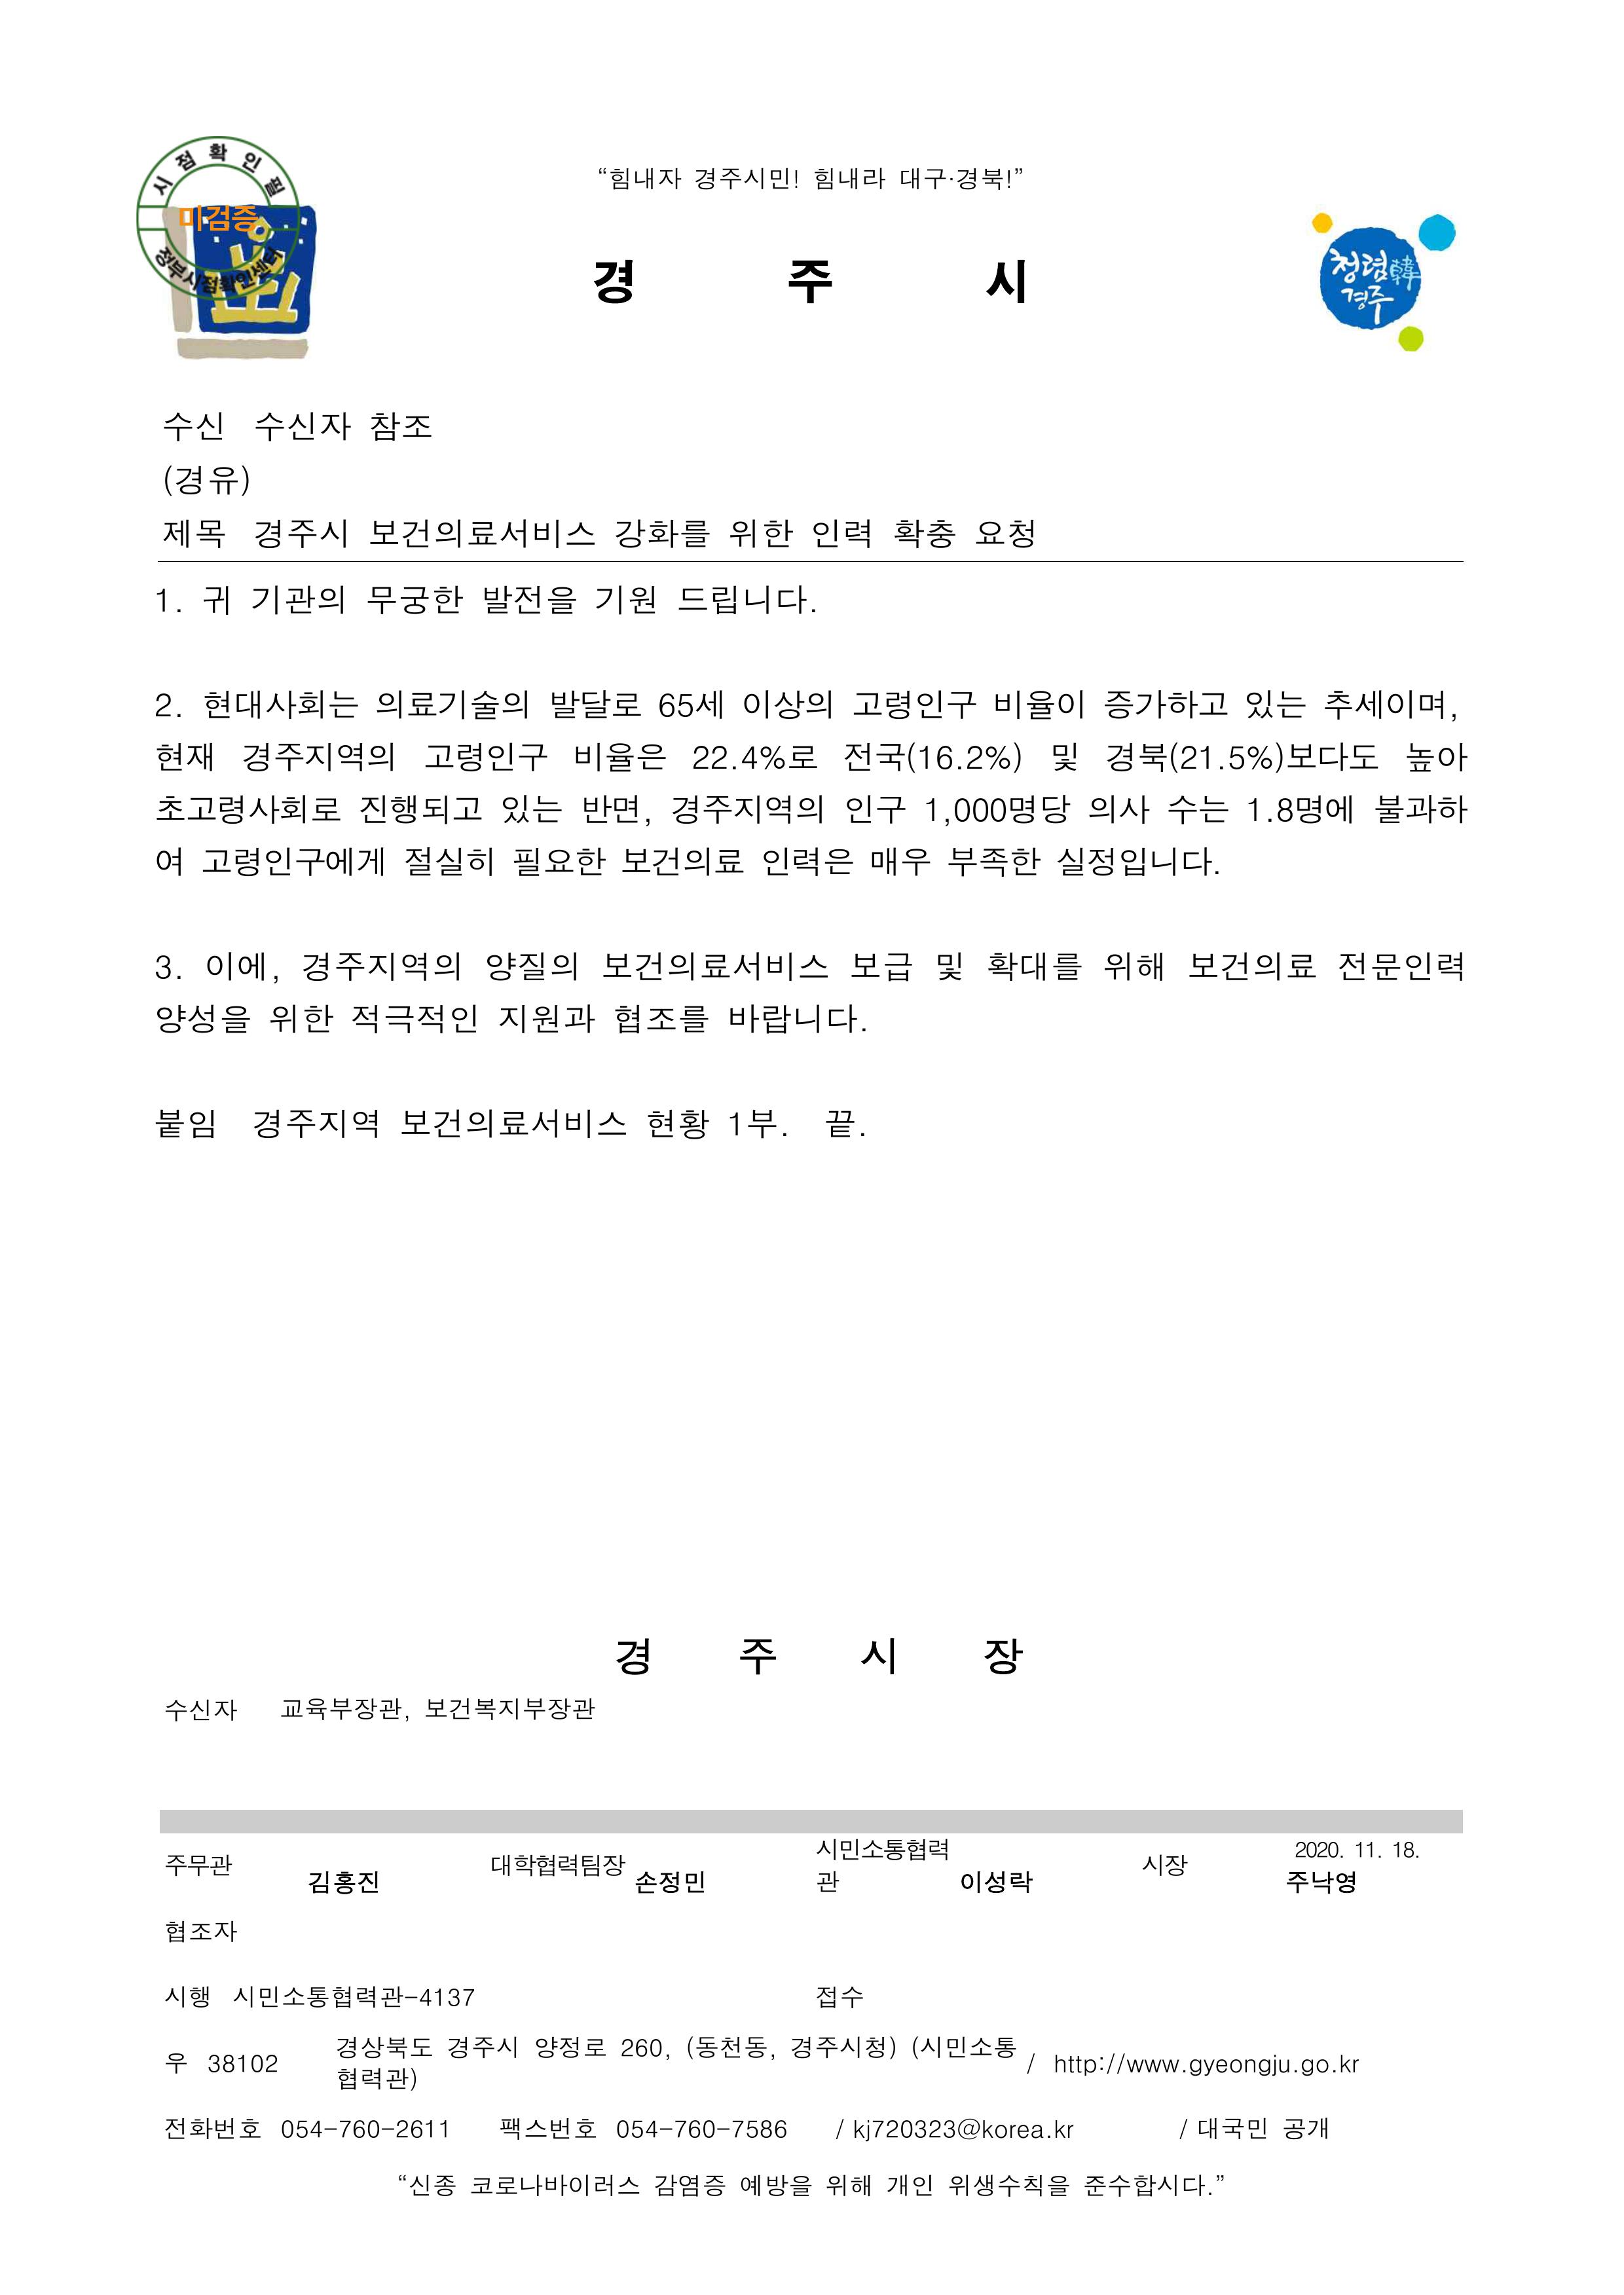 시점확인필
미검증
정부시점확인센터
“힘내자 경주시민! 힘내라 대구·경북!”
경 주 시
청렴韓
경주
수신 수신자 참조
(경유)
제목 경주시 보건의료서비스 강화를 위한 인력 확충 요청
1. 귀 기관의 무궁한 발전을 기원 드립니다.
2. 현대사회는 의료기술의 발달로 65세 이상의 고령인구 비율이 증가하고 있는 추세이며,
현재 경주지역의 고령인구 비율은 22.4%로 전국(16.2%) 및 경북(21.5%)보다도 높아
초고령사회로 진행되고 있는 반면, 경주지역의 인구 1,000명당 의사 수는 1.8명에 불과하
여 고령인구에게 절실히 필요한 보건의료 인력은 매우 부족한 실정입니다.
3. 이에, 경주지역의 양질의 보건의료서비스 보급 및 확대를 위해 보건의료 전문인력
양성을 위한 적극적인 지원과 협조를 바랍니다.
붙임 경주지역 보건의료서비스 현황 1부. 끝.
경 주 시 장
수신자 교육부장관, 보건복지부장관
주무관 김홍진 대학협력팀장 손정민 시민소통협력관 이성락 시장 2020. 11. 18. 주낙영
협조자
시행 시민소통협력관-4137 접수
우 38102 경상북도 경주시 양정로 260, (동천동, 경주시청) (시민소통협력관) / http://www.gyeongju.go.kr
전화번호 054-760-2611 팩스번호 054-760-7586 / kj720323@korea.kr / 대국민 공개
“신종 코로나바이러스 감염증 예방을 위해 개인 위생수칙을 준수합시다.”